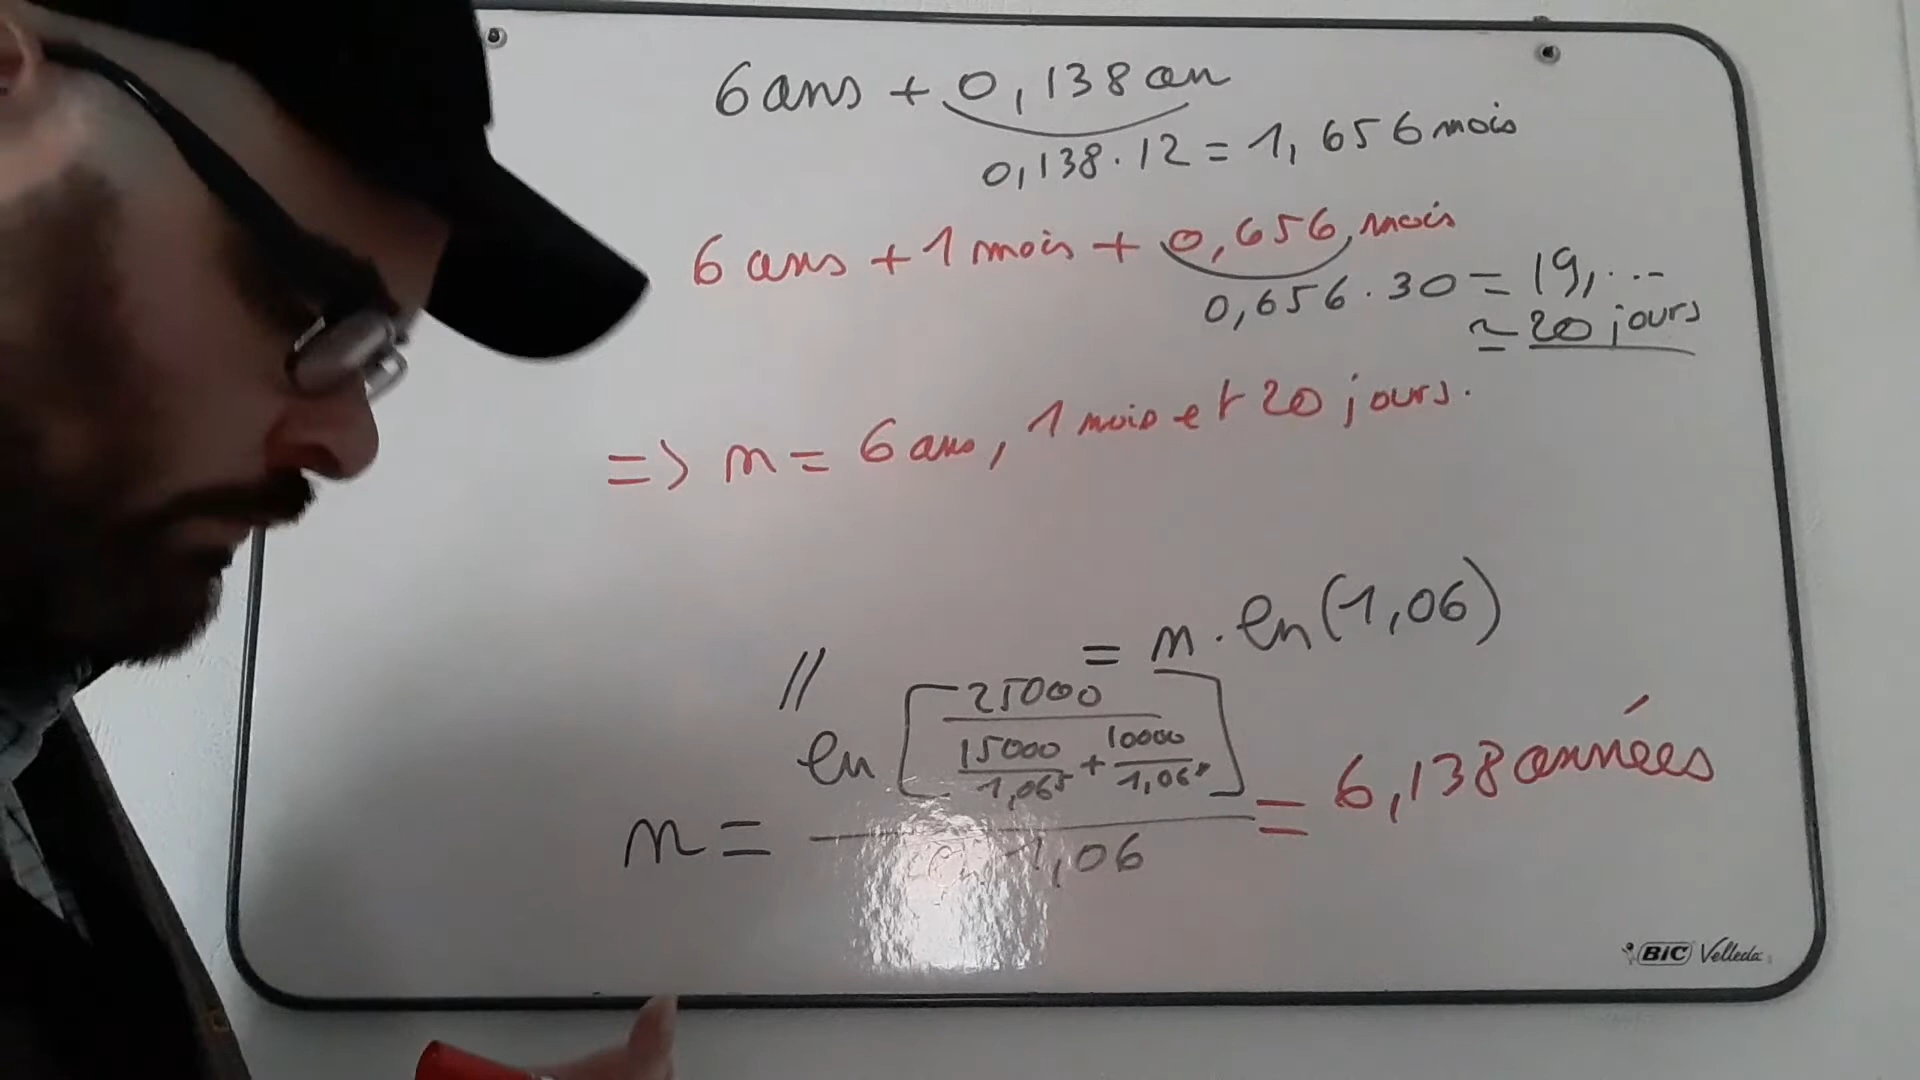 6 ans + 0,138 an
0,138 . 12 = 1,656 mois
6 ans + 1 mois + 0,656 mois
0,656 . 30 = 19,...
≃ 20 jours
=> n = 6 ans, 1 mois et 20 jours.
// = n . ln(1,06)
n = ln [ 25000 / ( 15000 / 1,06⁵ + 10000 / 1,06 ) ] / ln 1,06 = 6,138 années
BIC Velleda